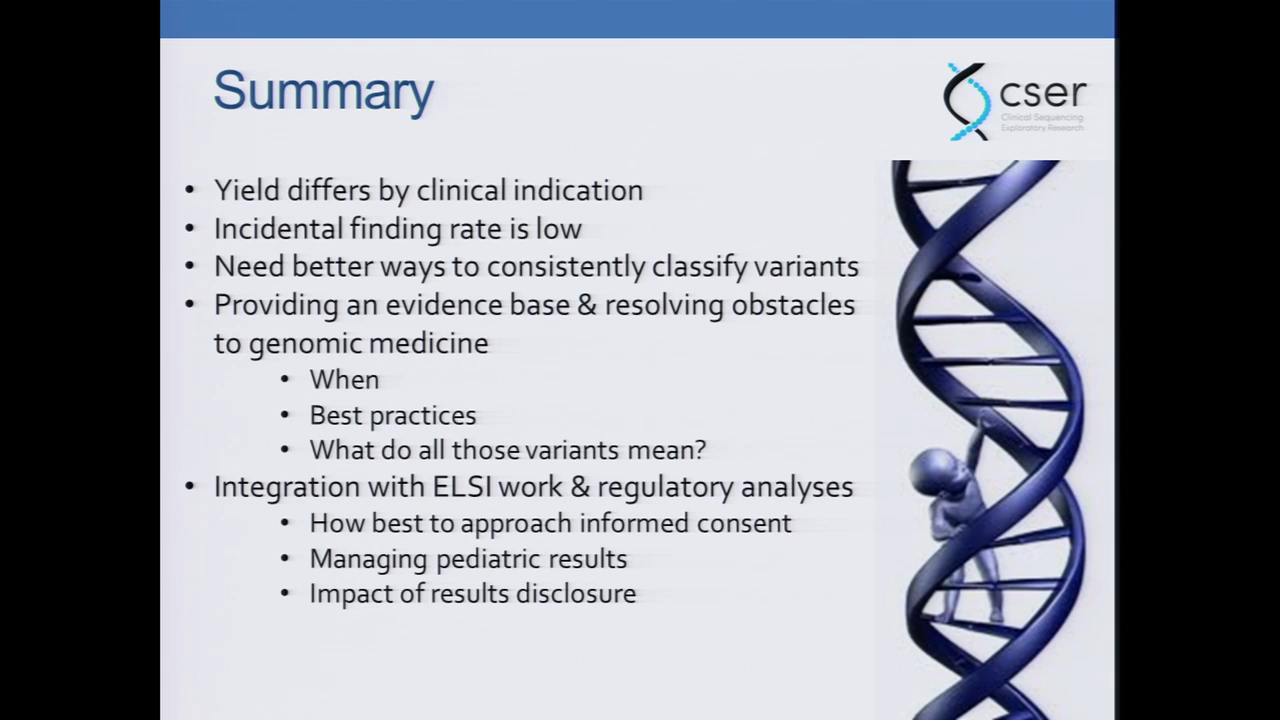 Summary
cser
Clinical Sequencing
Exploratory Research
• Yield differs by clinical indication
• Incidental finding rate is low
• Need better ways to consistently classify variants
• Providing an evidence base & resolving obstacles
to genomic medicine
• When
• Best practices
• What do all those variants mean?
• Integration with ELSI work & regulatory analyses
• How best to approach informed consent
• Managing pediatric results
• Impact of results disclosure